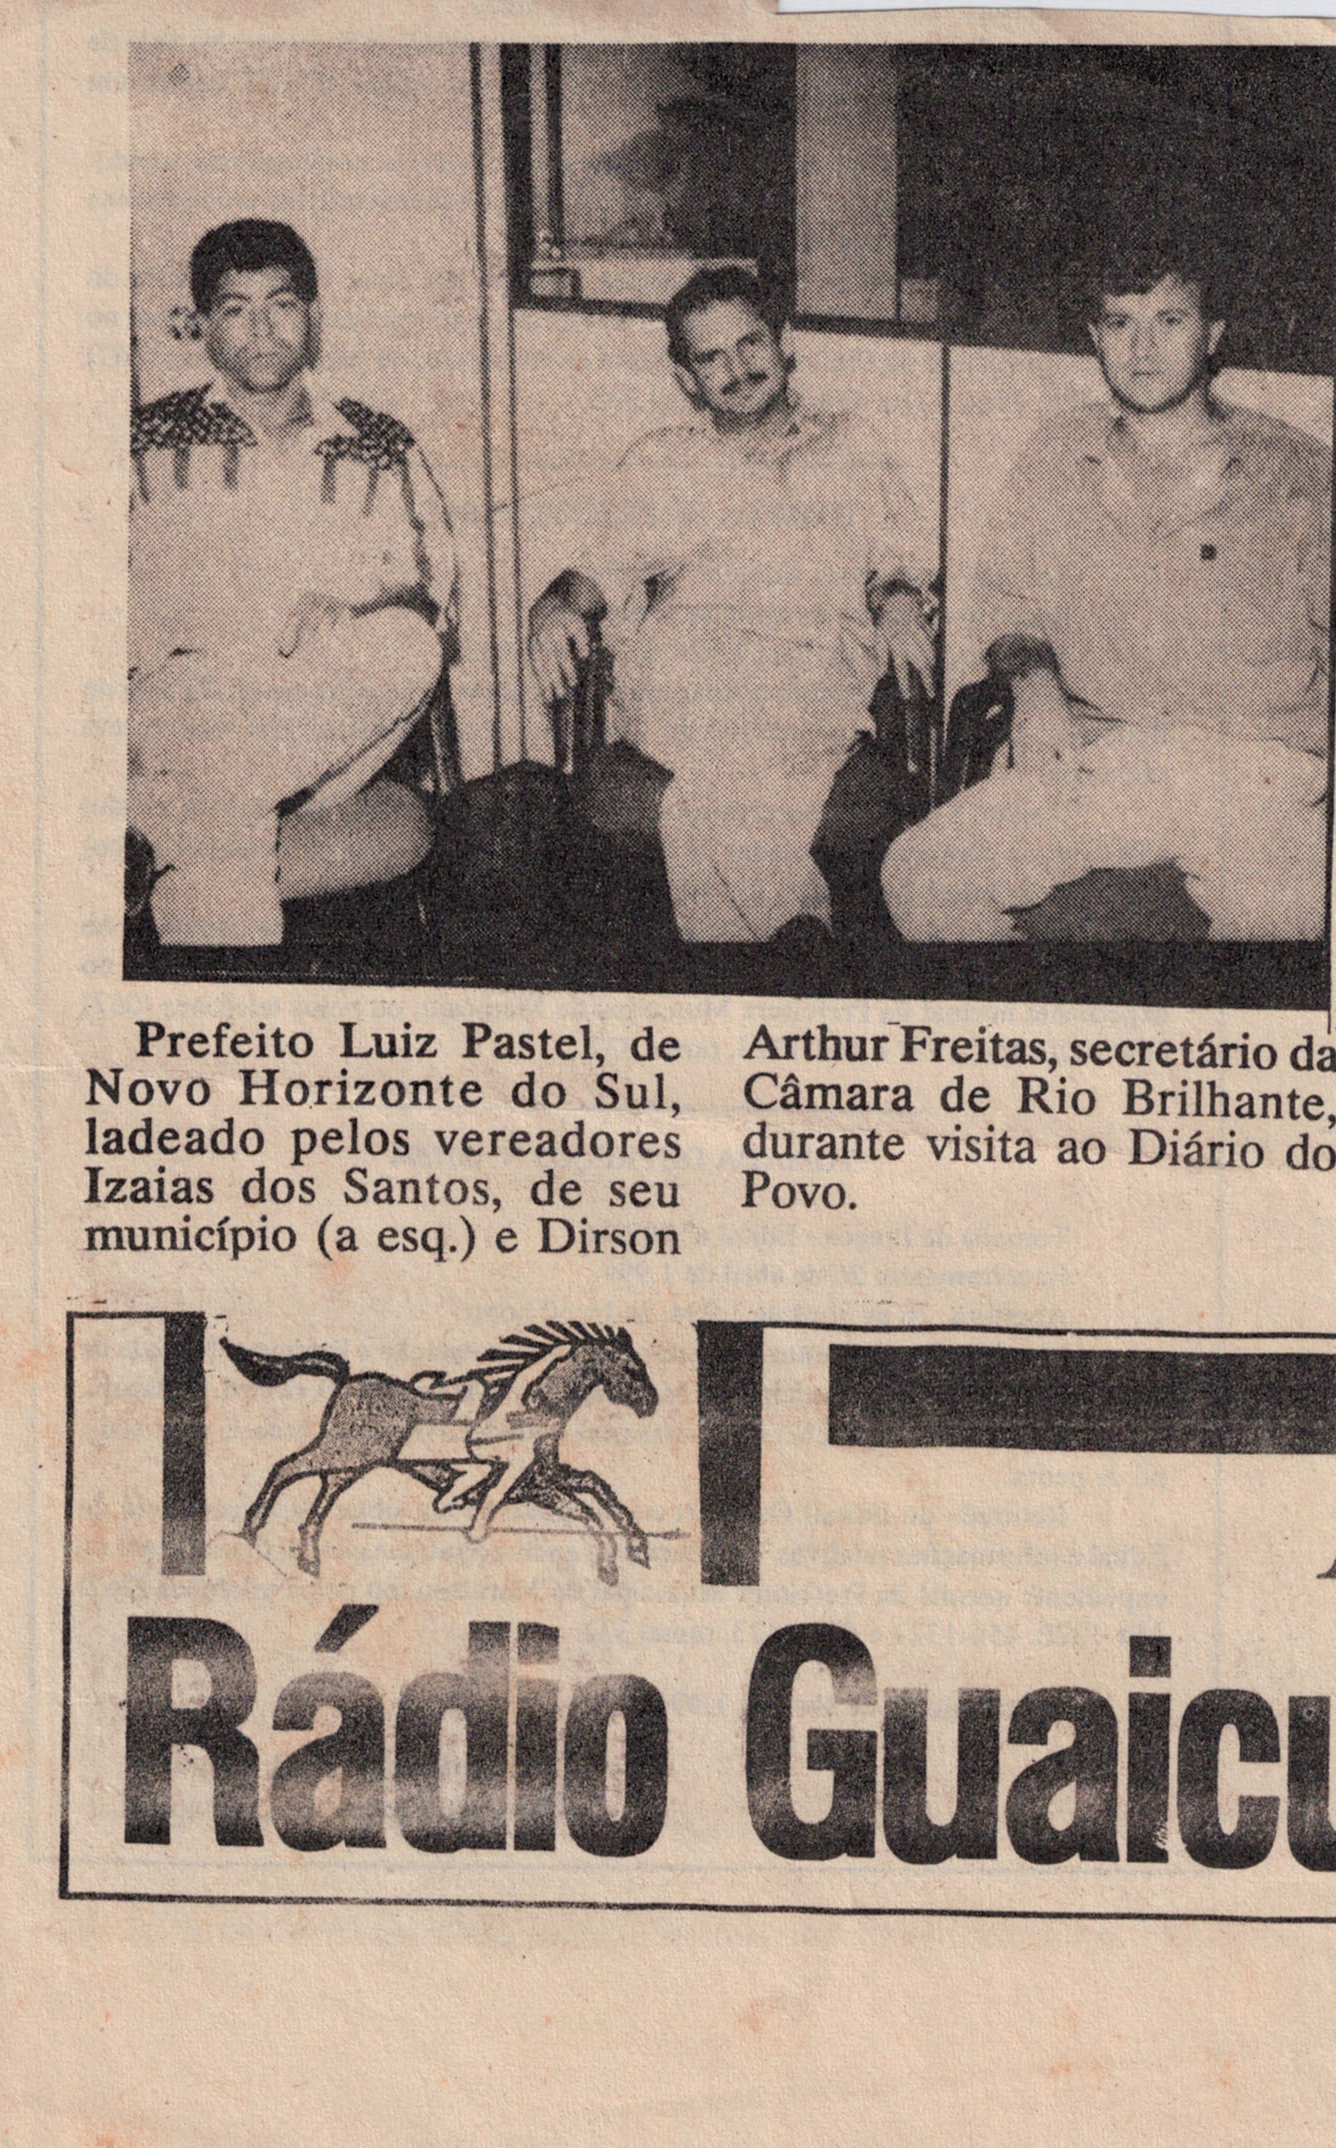 Prefeito Luiz Pastel, de
Novo Horizonte do Sul,
ladeado pelos vereadores
Izaias dos Santos, de seu
município (a esq.) e Dirson
Arthur Freitas, secretário da
Câmara de Rio Brilhante,
durante visita ao Diário do
Povo.
Rádio Guaicu